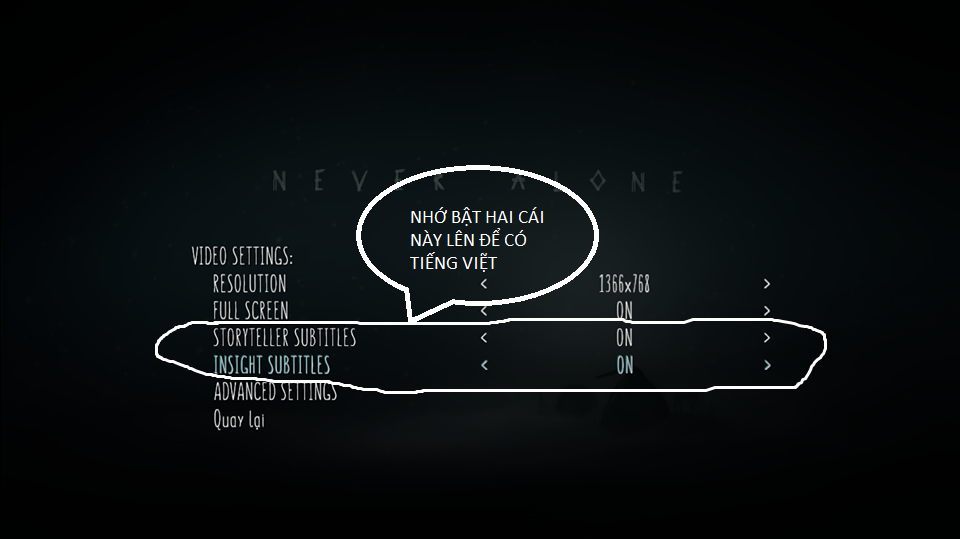 NEVER ALONE
NHỚ BẬT HAI CÁI
NÀY LÊN ĐỂ CÓ
TIẾNG VIỆT
VIDEO SETTINGS:
RESOLUTION < 1366x768 >
FULL SCREEN < ON >
STORYTELLER SUBTITLES < ON >
INSIGHT SUBTITLES < ON >
ADVANCED SETTINGS
Quay lại